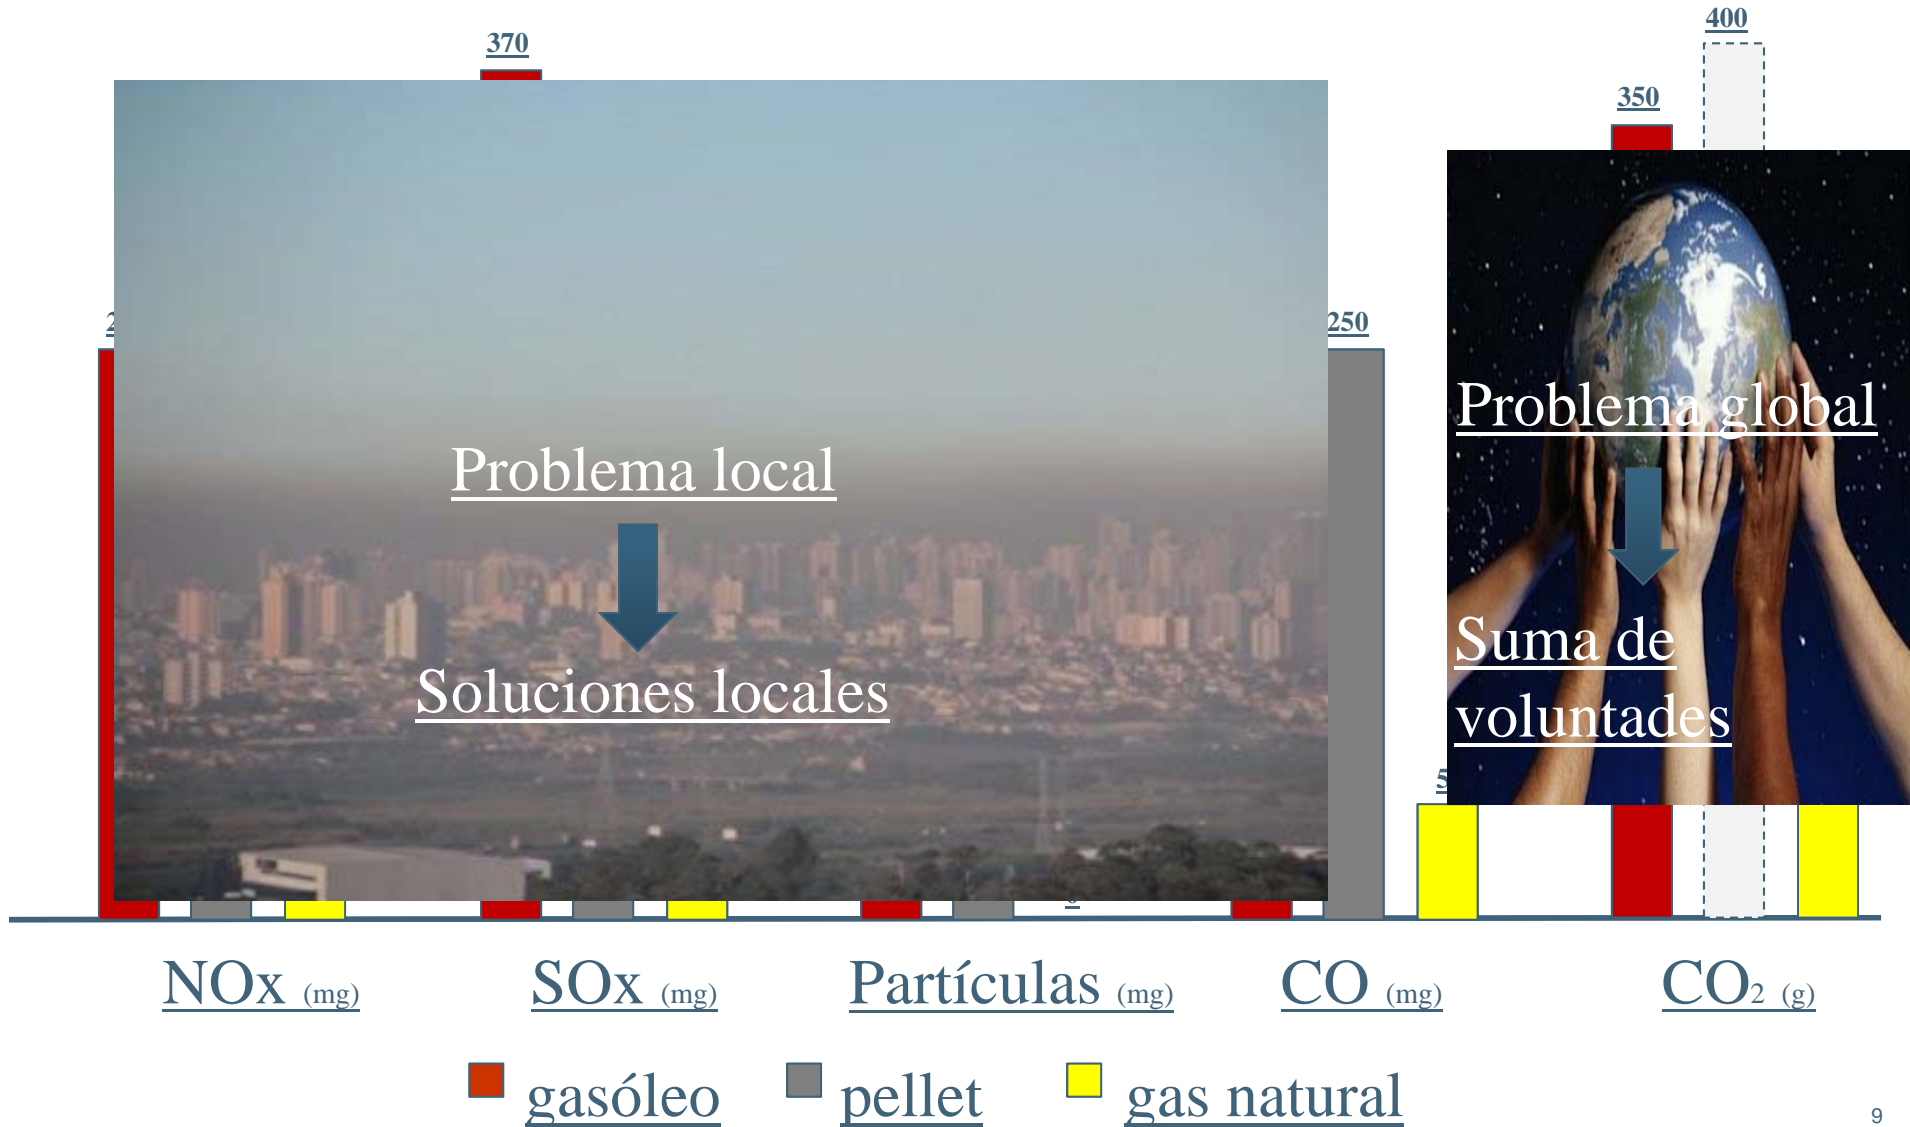 400
370
350
250
Problema global
Problema local
Suma de
voluntades
Soluciones locales
NOx (mg)
SOx (mg)
Partículas (mg)
CO (mg)
CO2 (g)
gasóleo
pellet
gas natural
9